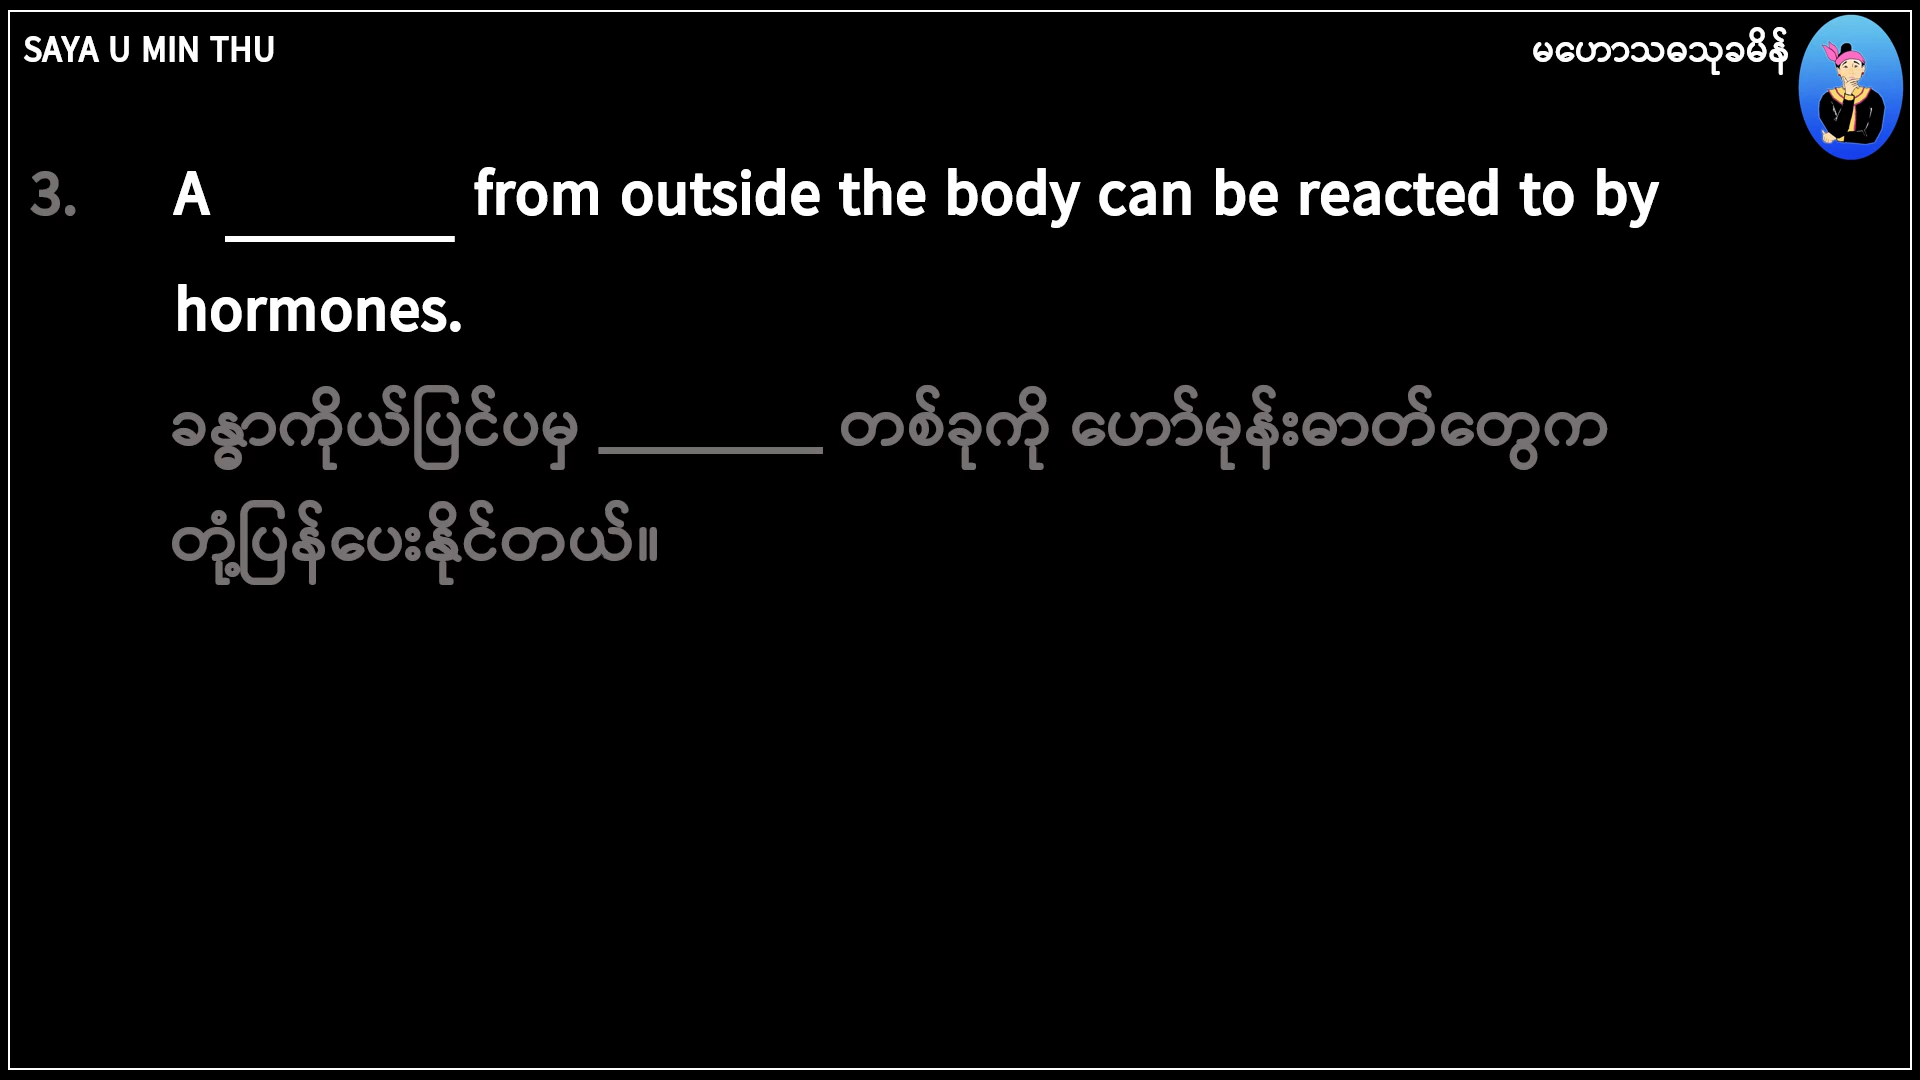 SAYA U MIN THU
မဟောသဓသုခမိန်
3. A ______ from outside the body can be reacted to by
hormones.
ခန္ဓာကိုယ်ပြင်ပမှ ______ တစ်ခုကို ဟော်မုန်းဓာတ်တွေက
တုံ့ပြန်ပေးနိုင်တယ်။